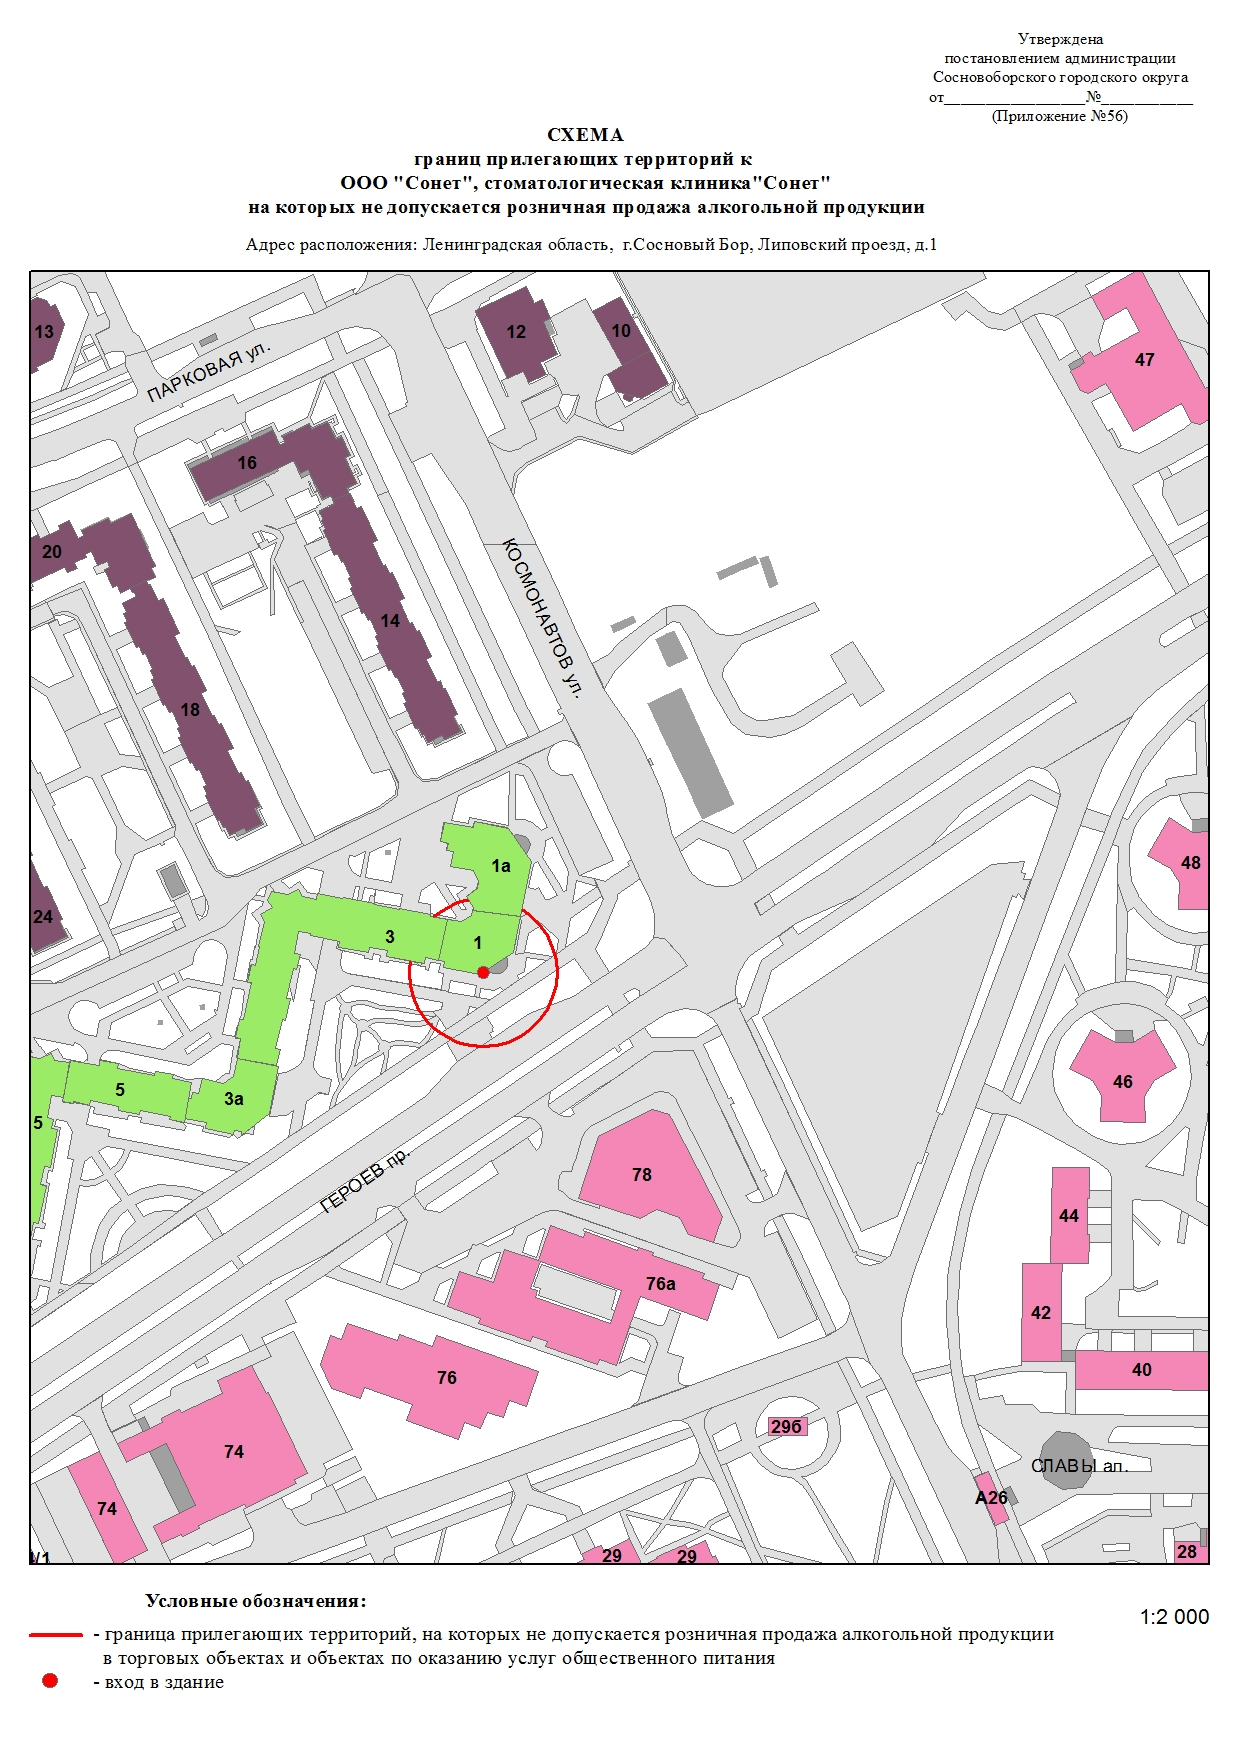 Утверждена
постановлением администрации
Сосновоборского городского округа
от_________________№___________
(Приложение №56)
СХЕМА
границ прилегающих территорий к
ООО "Сонет", стоматологическая клиника"Сонет"
на которых не допускается розничная продажа алкогольной продукции
Адрес расположения: Ленинградская область, г.Сосновый Бор, Липовский проезд, д.1
13
12
10
47
ПАРКОВАЯ ул.
16
20
КОСМОНАВТОВ ул.
14
18
1а
48
24
3
1
5
3а
46
5
ГЕРОЕВ пр.
78
44
76а
42
76
40
29б
74
СЛАВЫ ал.
А26
74
29
29
28
/1
Условные обозначения:
1:2 000
- граница прилегающих территорий, на которых не допускается розничная продажа алкогольной продукции
в торговых объектах и объектах по оказанию услуг общественного питания
- вход в здание